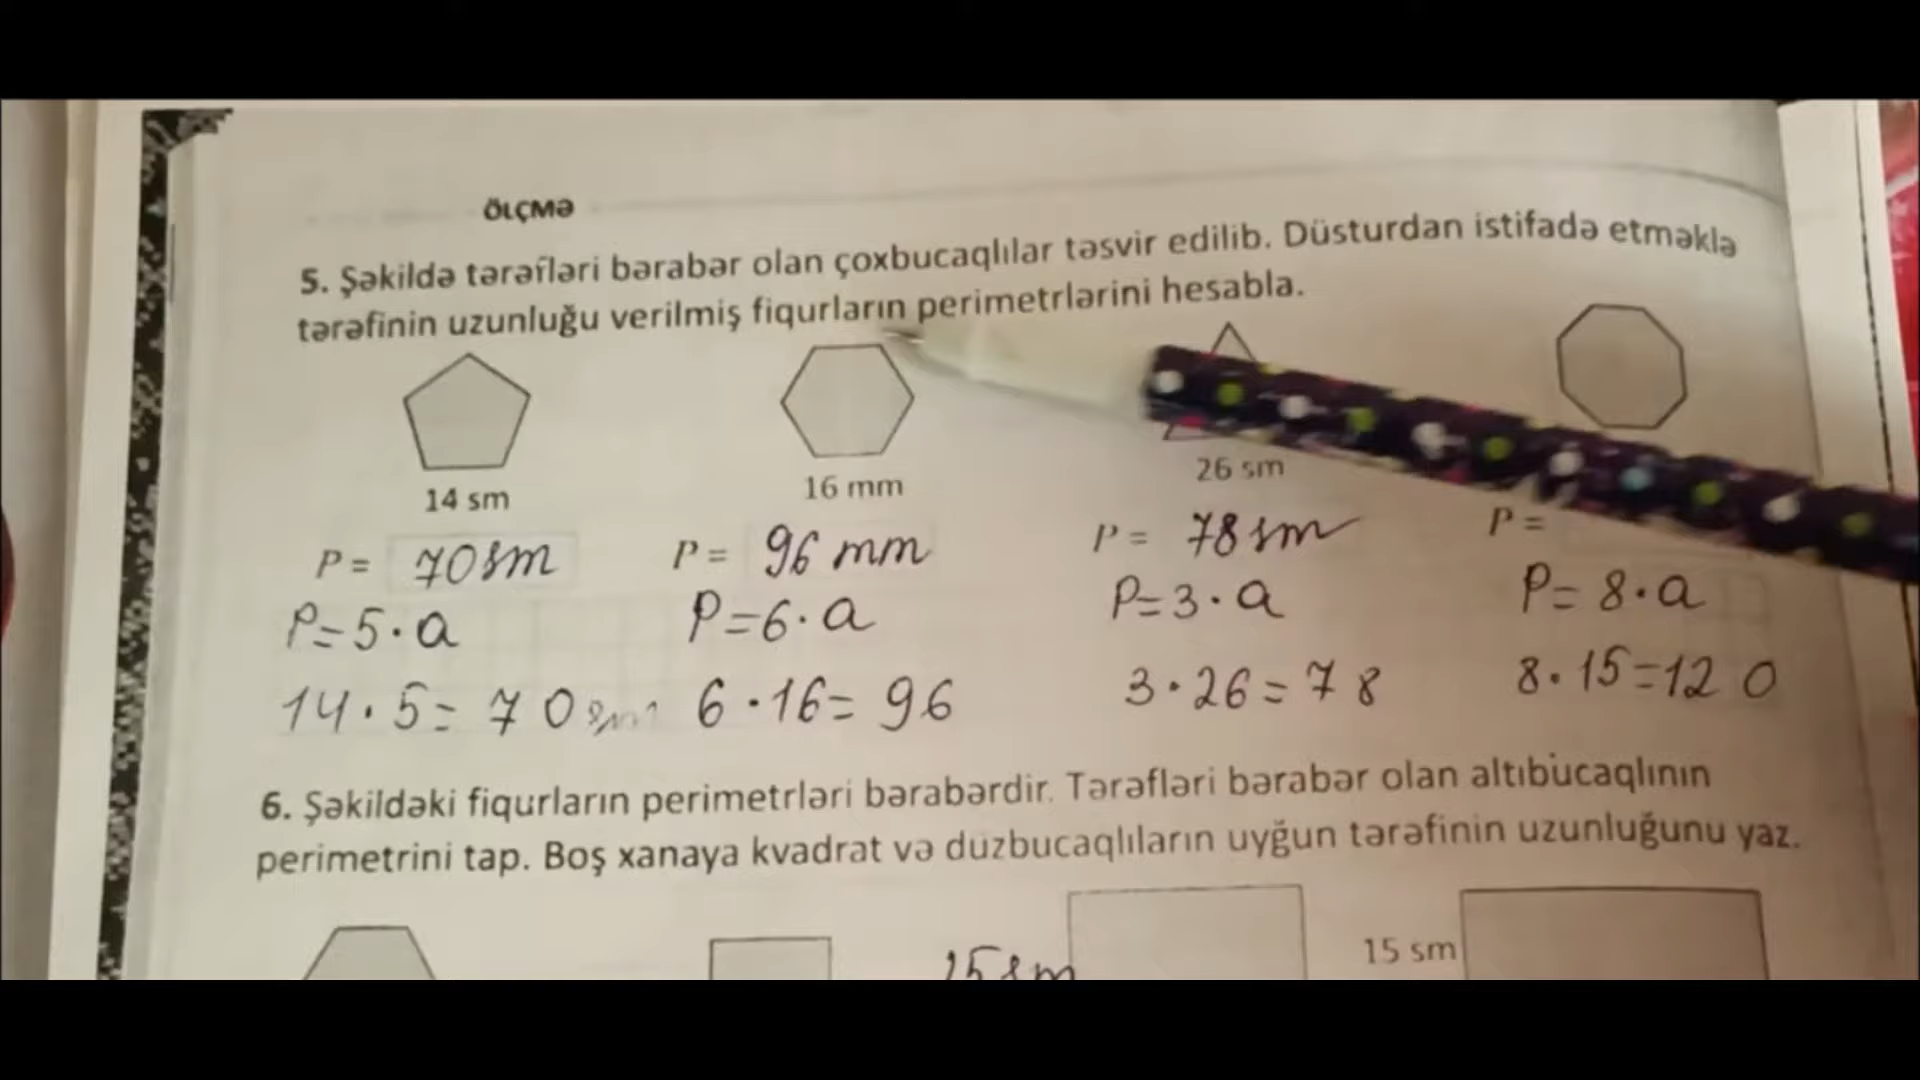 ÖLÇMƏ
5. Şəkildə tərəfləri bərabər olan çoxbucaqlılar təsvir edilib. Düsturdan istifadə etməklə
tərəfinin uzunluğu verilmiş fiqurların perimetrlərini hesabla.
14 sm 16 mm 26 sm
P = 70 sm P = 96 mm P = 78 sm P =
P = 5 · a P = 6 · a P = 3 · a P = 8 · a
14 · 5 = 70 sm 6 · 16 = 96 3 · 26 = 78 8 · 15 = 120
6. Şəkildəki fiqurların perimetrləri bərabərdir. Tərəfləri bərabər olan altıbucaqlının
perimetrini tap. Boş xanaya kvadrat və düzbucaqlıların uyğun tərəfinin uzunluğunu yaz.
15 sm